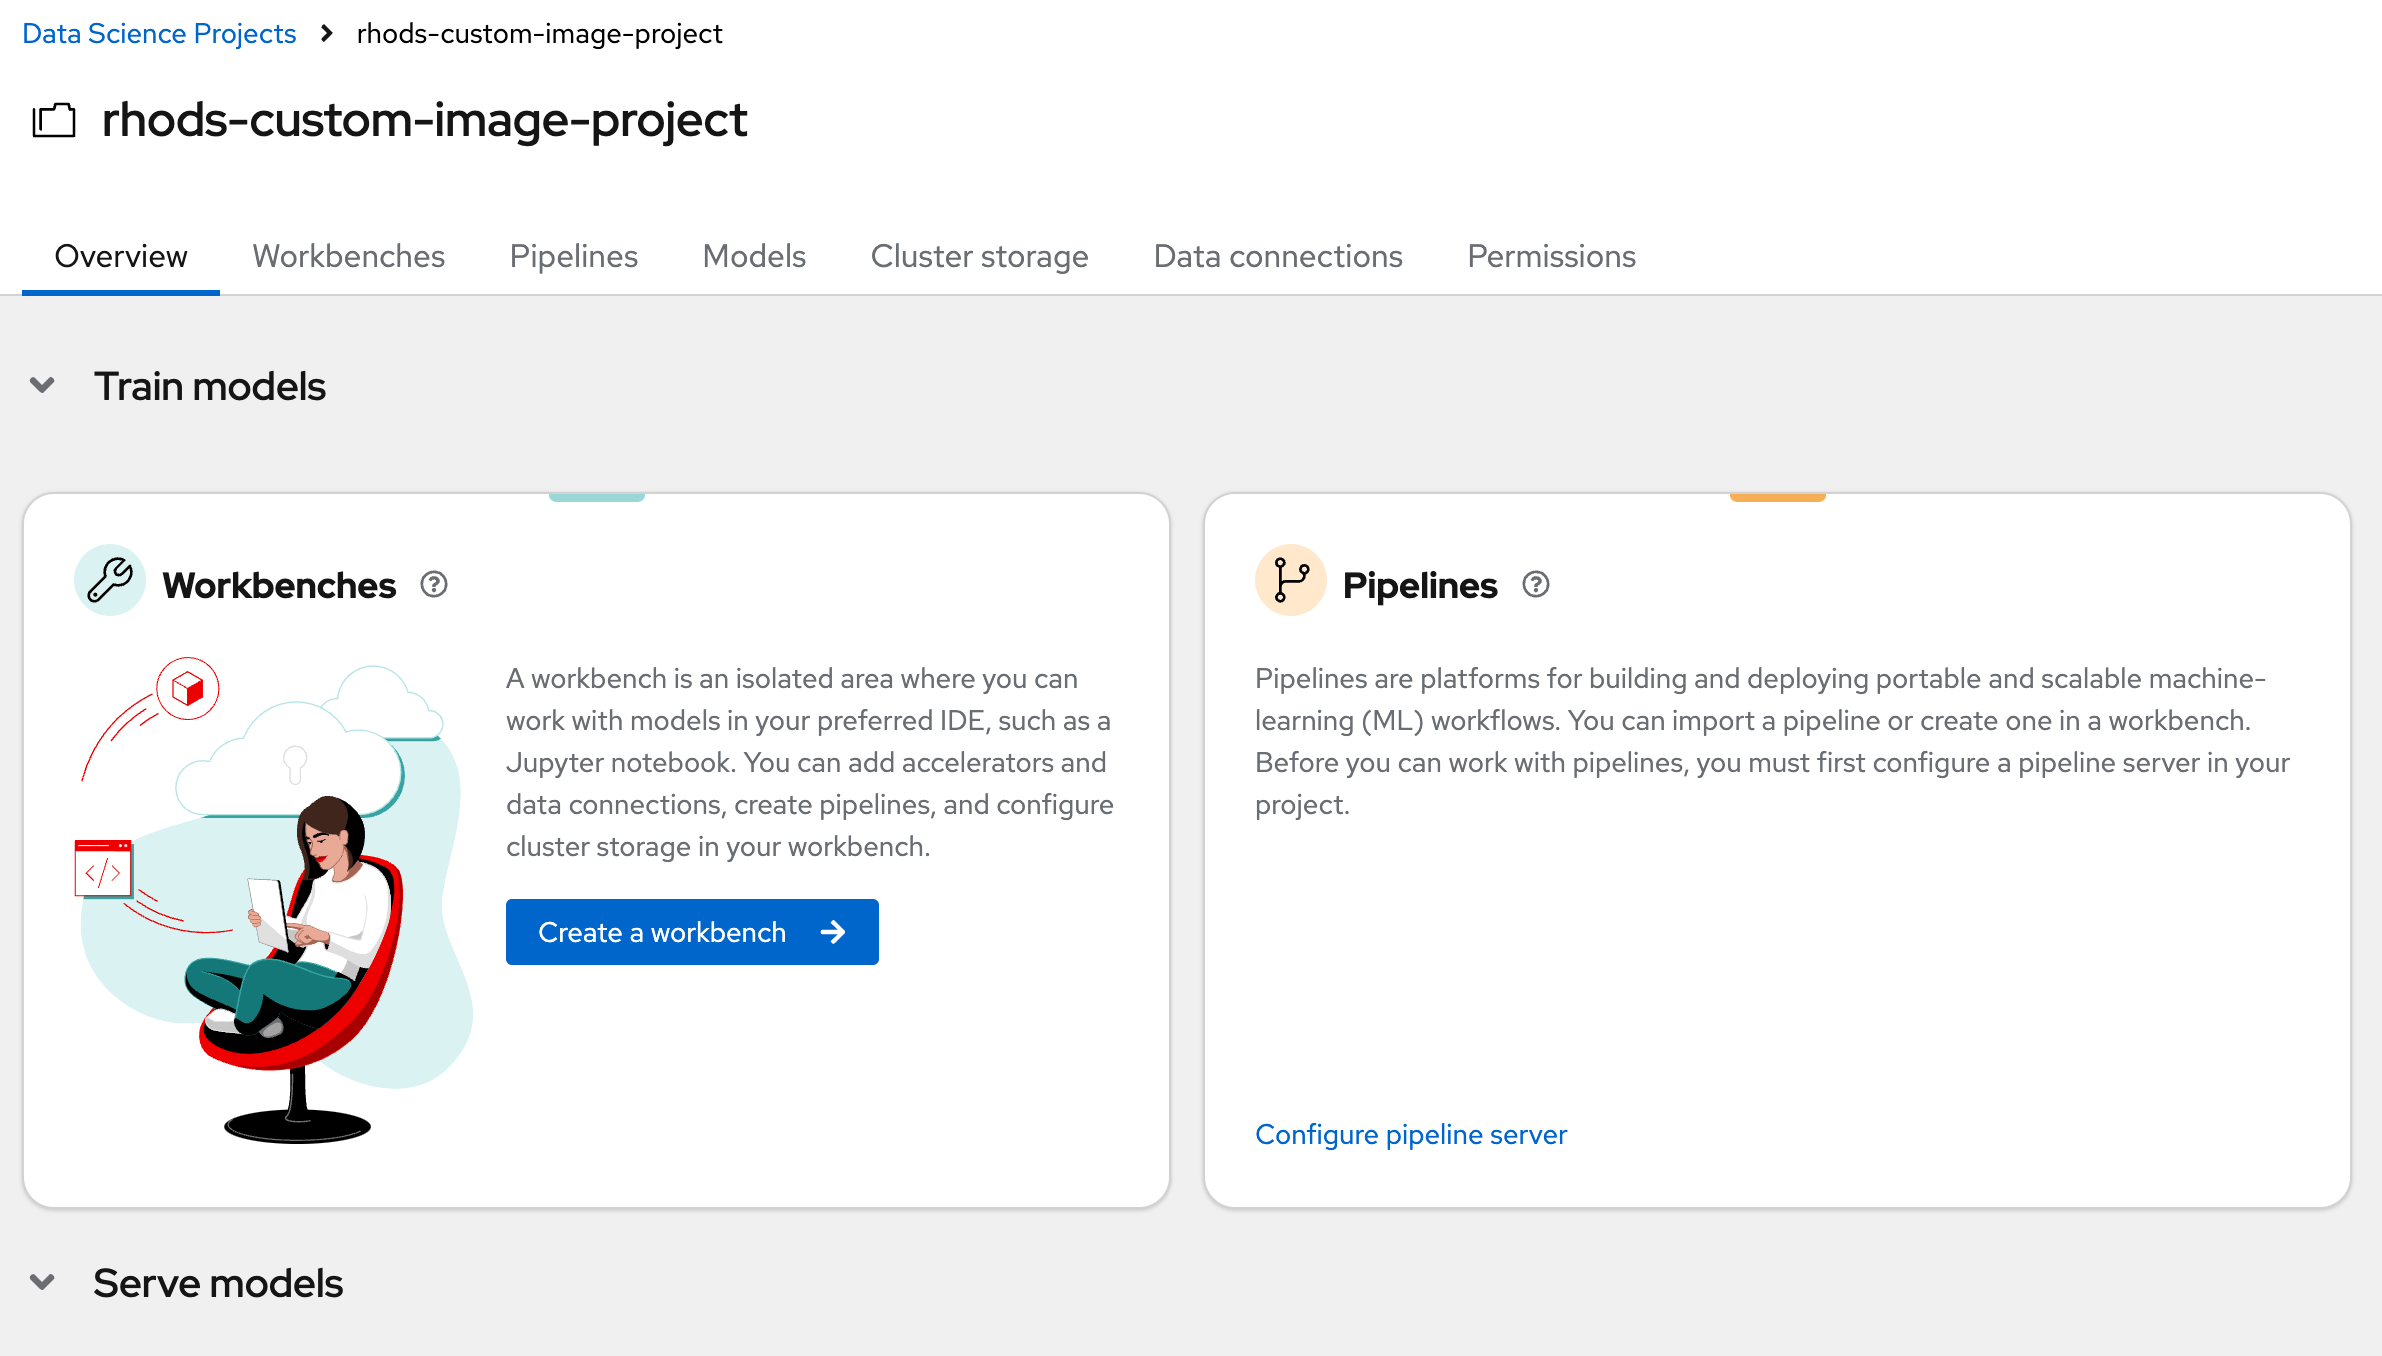 Data Science Projects > rhods-custom-image-project
rhods-custom-image-project
Overview Workbenches Pipelines Models Cluster storage Data connections Permissions
Train models
Workbenches
A workbench is an isolated area where you can
work with models in your preferred IDE, such as a
Jupyter notebook. You can add accelerators and
data connections, create pipelines, and configure
cluster storage in your workbench.
Create a workbench
Pipelines
Pipelines are platforms for building and deploying portable and scalable machine-
learning (ML) workflows. You can import a pipeline or create one in a workbench.
Before you can work with pipelines, you must first configure a pipeline server in your
project.
Configure pipeline server
Serve models